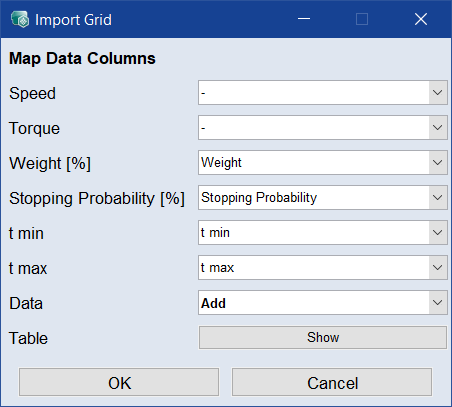 Import Grid
Map Data Columns
Speed -
Torque -
Weight [%] Weight
Stopping Probability [%] Stopping Probability
t min t min
t max t max
Data Add
Table Show
OK Cancel